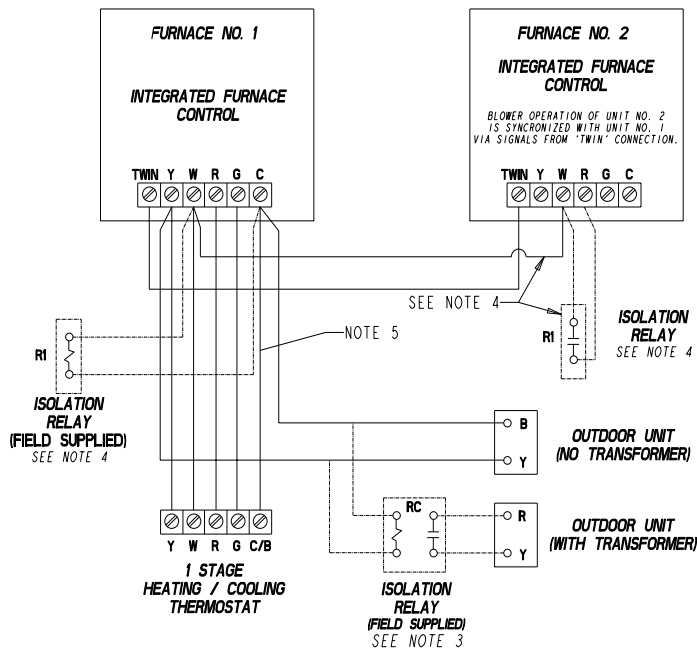 FURNACE NO. 1
INTEGRATED FURNACE
CONTROL
TWIN Y W R G C
FURNACE NO. 2
INTEGRATED FURNACE
CONTROL
BLOWER OPERATION OF UNIT NO. 2
IS SYNCRONIZED WITH UNIT NO. 1
VIA SIGNALS FROM 'TWIN' CONNECTION.
TWIN Y W R G C
SEE NOTE 4
NOTE 5
R1
ISOLATION
RELAY
(FIELD SUPPLIED)
SEE NOTE 4
R1
ISOLATION
RELAY
SEE NOTE 4
B
Y
OUTDOOR UNIT
(NO TRANSFORMER)
Y W R G C/B
1 STAGE
HEATING / COOLING
THERMOSTAT
RC
ISOLATION
RELAY
(FIELD SUPPLIED)
SEE NOTE 3
R
Y
OUTDOOR UNIT
(WITH TRANSFORMER)